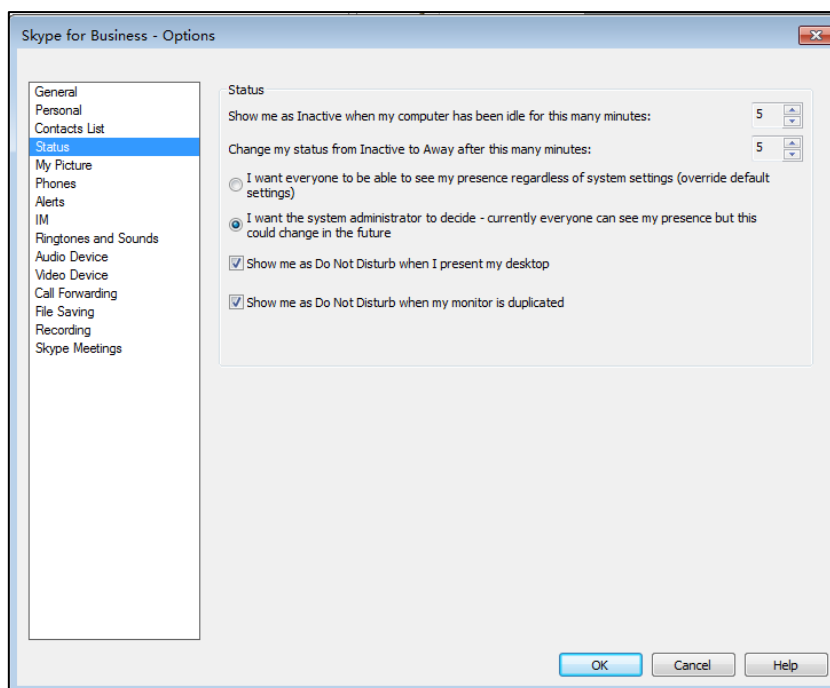 Skype for Business - Options
General
Personal
Contacts List
Status
My Picture
Phones
Alerts
IM
Ringtones and Sounds
Audio Device
Video Device
Call Forwarding
File Saving
Recording
Skype Meetings
Status
Show me as Inactive when my computer has been idle for this many minutes: 5
Change my status from Inactive to Away after this many minutes: 5
I want everyone to be able to see my presence regardless of system settings (override default
settings)
I want the system administrator to decide - currently everyone can see my presence but this
could change in the future
Show me as Do Not Disturb when I present my desktop
Show me as Do Not Disturb when my monitor is duplicated
OK Cancel Help